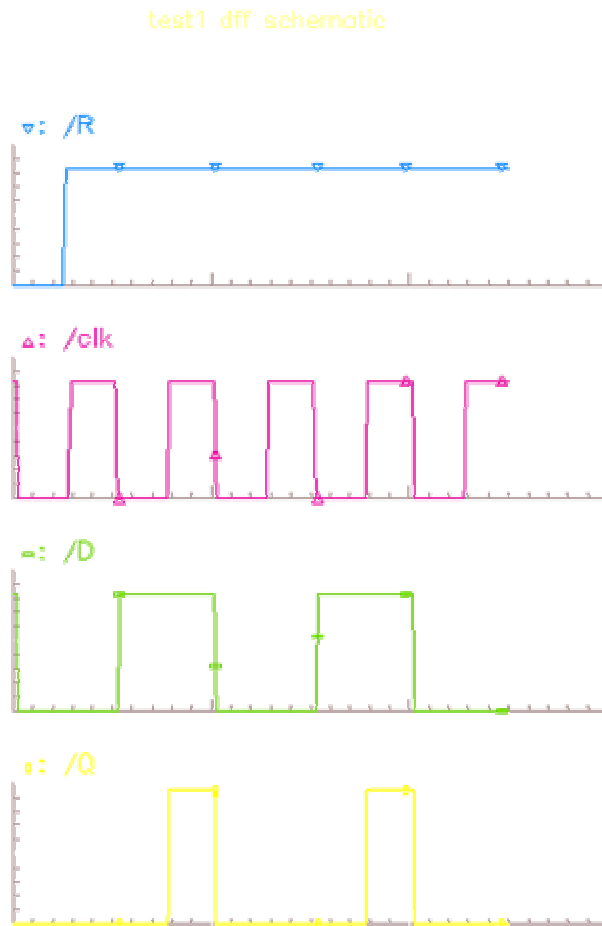 test1 dff schematic
▽: /R
△: /clk
▭: /D
▯: /Q